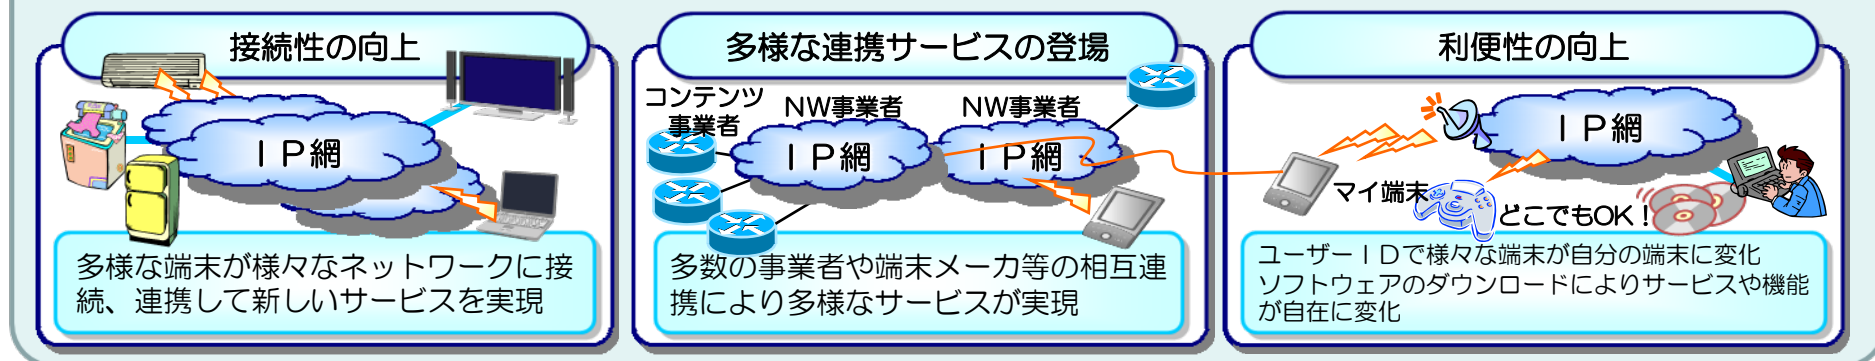 接続性の向上
ＩＰ網
多様な端末が様々なネットワークに接
続、連携して新しいサービスを実現
多様な連携サービスの登場
コンテンツ
事業者
NW事業者
NW事業者
ＩＰ網
ＩＰ網
多数の事業者や端末メーカ等の相互連
携により多様なサービスが実現
利便性の向上
ＩＰ網
マイ端末
どこでもOK！
ユーザーＩＤで様々な端末が自分の端末に変化
ソフトウェアのダウンロードによりサービスや機能
が自在に変化